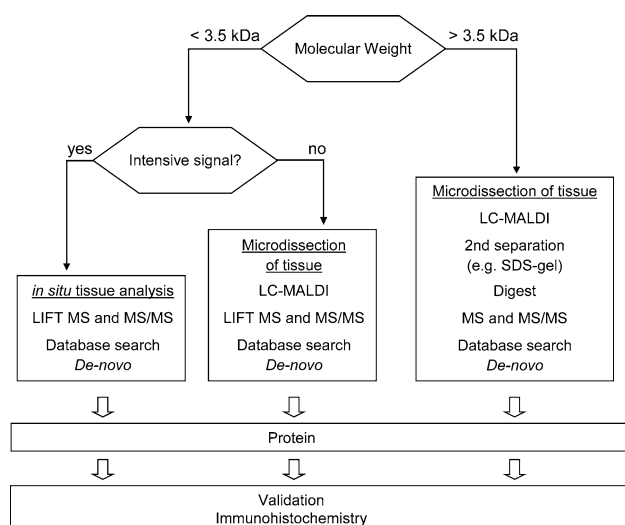 < 3.5 kDa
Molecular Weight
> 3.5 kDa
yes
Intensive signal?
no
in situ tissue analysis
LIFT MS and MS/MS
Database search
De-novo
Microdissection
of tissue
LC-MALDI
LIFT MS and MS/MS
Database search
De-novo
Microdissection of tissue
LC-MALDI
2nd separation
(e.g. SDS-gel)
Digest
MS and MS/MS
Database search
De-novo
Protein
Validation
Immunohistochemistry